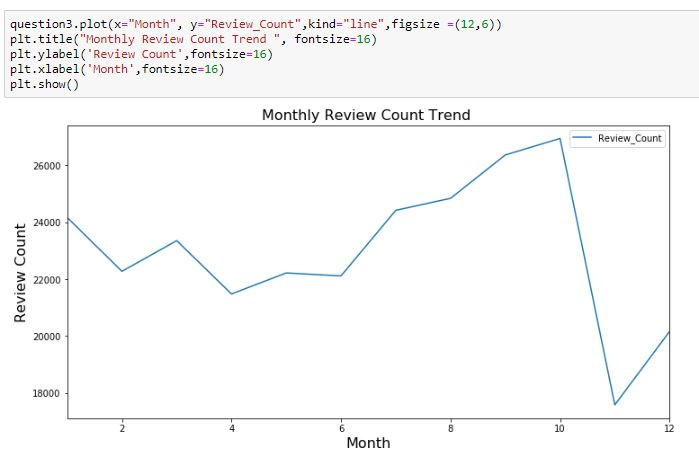 question3.plot(x="Month", y="Review_Count",kind="line",figsize =(12,6))
plt.title("Monthly Review Count Trend ", fontsize=16)
plt.ylabel('Review Count',fontsize=16)
plt.xlabel('Month',fontsize=16)
plt.show()
Monthly Review Count Trend
Review_Count
26000
24000
22000
20000
18000
Review Count
2 4 6 8 10 12
Month